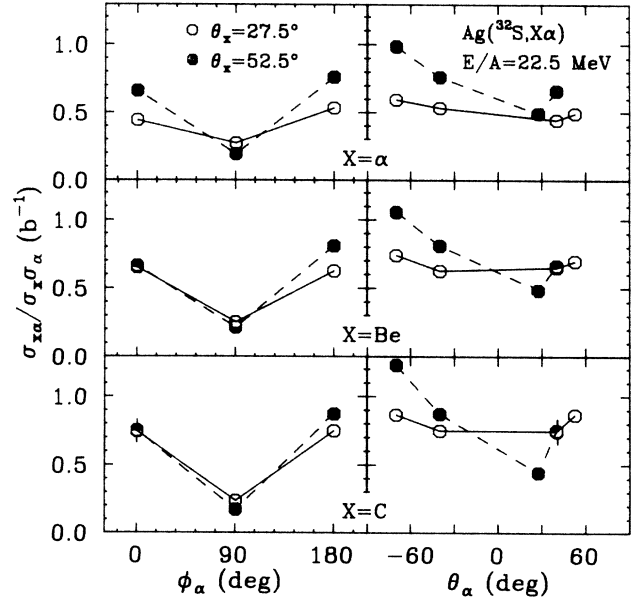 ○ θx=27.5°
● θx=52.5°
Ag(³²S,Xα)
E/A=22.5 MeV
1.0
0.5
0.0
X=α
1.0
0.5
0.0
X=Be
1.0
0.5
0.0
X=C
σxα/σxσα (b⁻¹)
0 90 180
−60 0 60
ϕα (deg)
θα (deg)